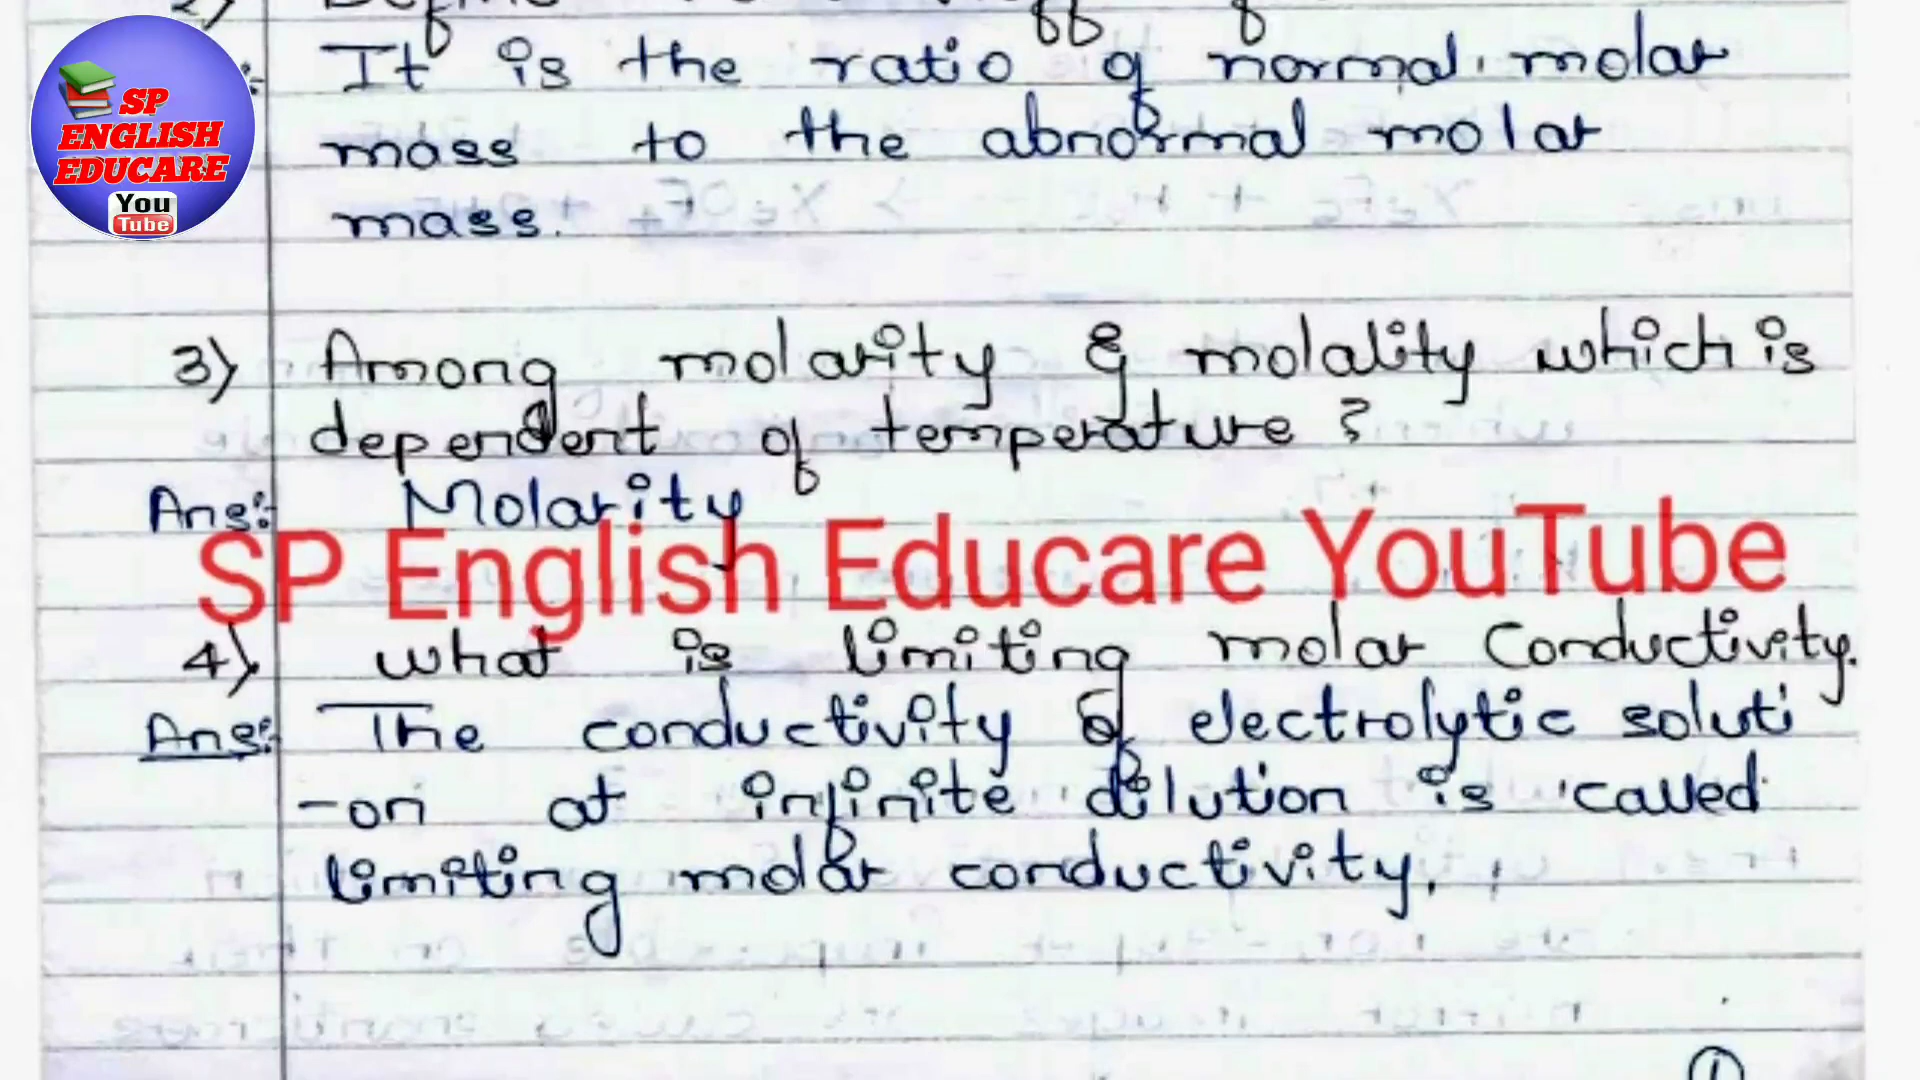 SP
ENGLISH
EDUCARE
You
Tube
It is the ratio of normal molar
mass to the abnormal molar
mass.
3) Among molarity & molality which is
dependent of temperature ?
Ans: Molarity
SP English Educare YouTube
4) What is limiting molar Conductivity.
Ans: The conductivity of electrolytic soluti
-on at infinite dilution is called
limiting molar conductivity.